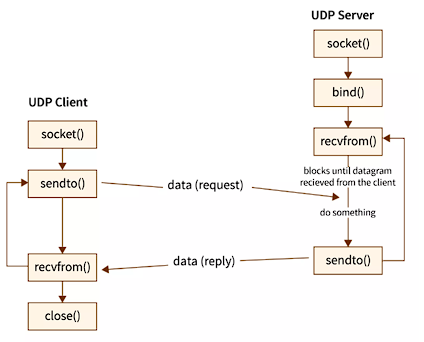 UDP Server
socket()
bind()
recvfrom()
blocks until datagram
recieved from the client
do something
sendto()
UDP Client
socket()
sendto()
recvfrom()
close()
data (request)
data (reply)